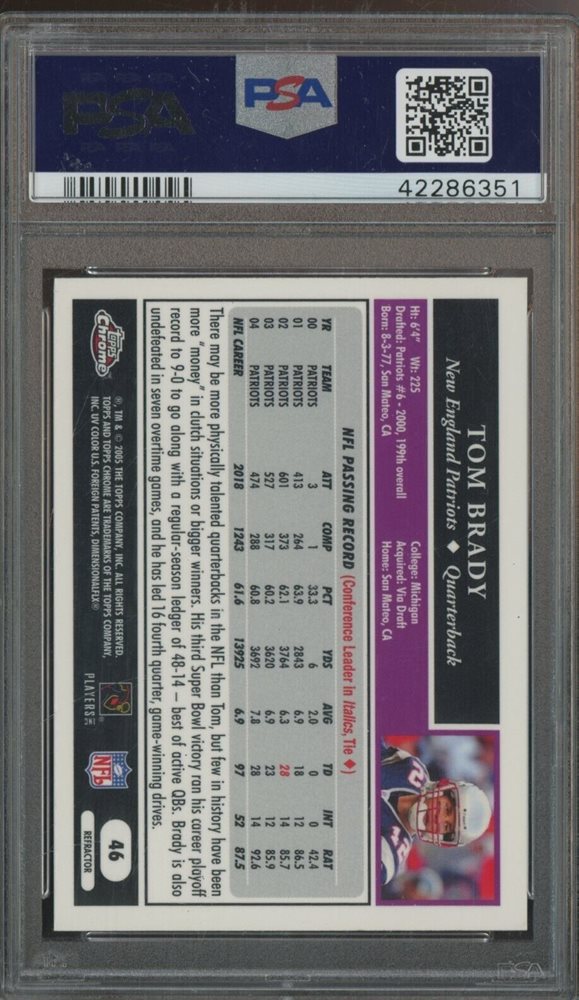 PSA
PSA
42286351
TOM BRADY
New England Patriots ♦ Quarterback
Ht: 6'4" Wt: 225 College: Michigan
Drafted: Patriots #6 - 2000, 199th overall Acquired: Via Draft
Born: 8-3-77, San Mateo, CA Home: San Mateo, CA
NFL PASSING RECORD (Conference Leader in Italics, Tie ♦)
YR TEAM ATT COMP PCT YDS AVG TD INT RAT
00 PATRIOTS 3 1 33.3 6 2.0 0 0 42.4
01 PATRIOTS 413 264 63.9 2843 6.9 18 12 86.5
02 PATRIOTS 601 373 62.1 3764 6.3 28 14 85.7
03 PATRIOTS 527 317 60.2 3620 6.9 23 12 85.9
04 PATRIOTS 474 288 60.8 3692 7.8 28 14 92.6
NFL CAREER 2018 1243 61.6 13925 6.9 97 52 87.5
There may be more physically talented quarterbacks in the NFL than Tom, but few in history have been
more "money" in clutch situations or bigger winners. His third Super Bowl victory ran his career playoff
record to 9-0 to go along with a regular-season ledger of 48-14 — best of active QBs. Brady is also
undefeated in seven overtime games, and he has led 16 fourth quarter, game-winning drives.
Topps Chrome
®, TM & © 2005 THE TOPPS COMPANY, INC. ALL RIGHTS RESERVED.
TOPPS AND TOPPS CHROME ARE TRADEMARKS OF THE TOPPS COMPANY,
INC. UV COLOR U.S. FOREIGN PATENTS, DIMENSIONALFIX®
PLAYERS INC
NFL
46
REFRACTOR
PSA